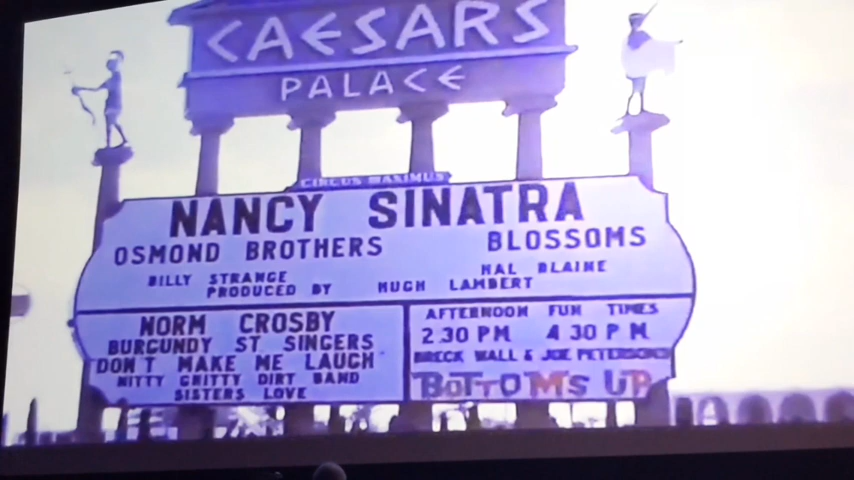 CAESARS
PALACE
CIRCUS MAXIMUS
NANCY SINATRA
OSMOND BROTHERS BLOSSOMS
BILLY STRANGE HAL BLAINE
PRODUCED BY HUGH LAMBERT
NORM CROSBY
BURGUNDY ST SINGERS
DON'T MAKE ME LAUGH
NITTY GRITTY DIRT BAND
SISTERS LOVE
AFTERNOON FUN TIMES
2.30 PM 4 30 P M
BRECK WALL & JOE PETERSONS
BOTTOMS UP